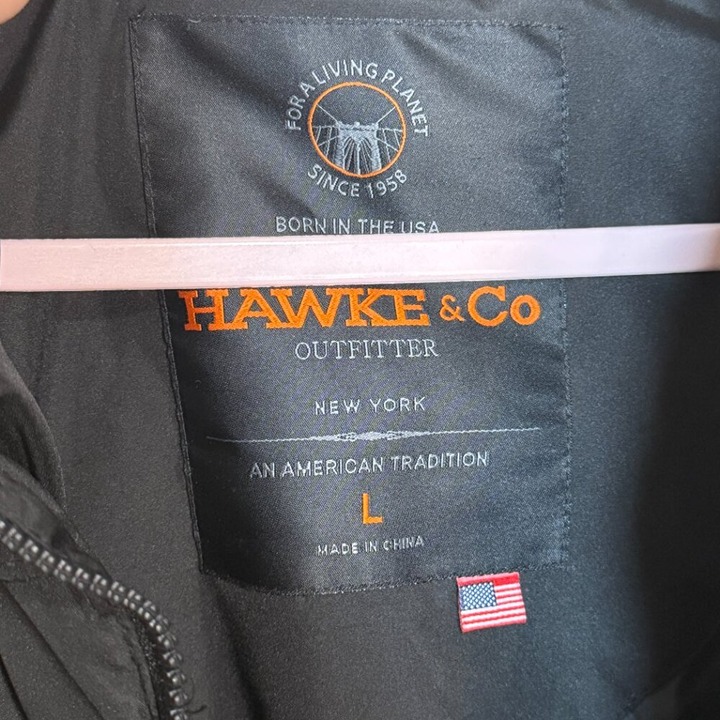 FOR A LIVING PLANET
SINCE 1958
BORN IN THE USA
HAWKE & Co
OUTFITTER
NEW YORK
AN AMERICAN TRADITION
L
MADE IN CHINA